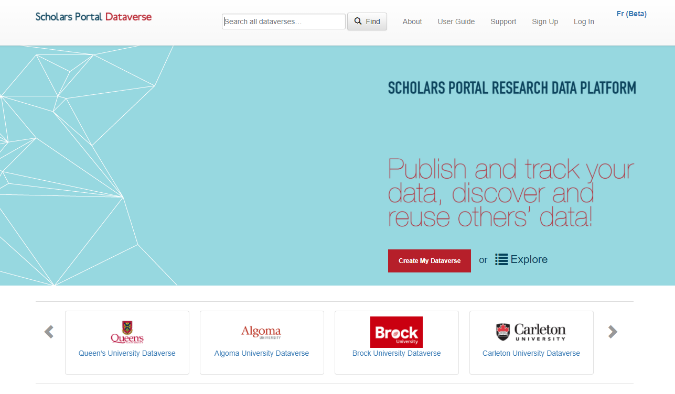 Scholars Portal Dataverse
Search all dataverses...
Find
About
User Guide
Support
Sign Up
Log In
Fr (Beta)
SCHOLARS PORTAL RESEARCH DATA PLATFORM
Publish and track your
data, discover and
reuse others' data!
Create My Dataverse
or
Explore
Queen's
Queen's University Dataverse
Algoma
UNIVERSITY
Algoma University Dataverse
Brock
University
Brock University Dataverse
Carleton
UNIVERSITY
Carleton University Dataverse